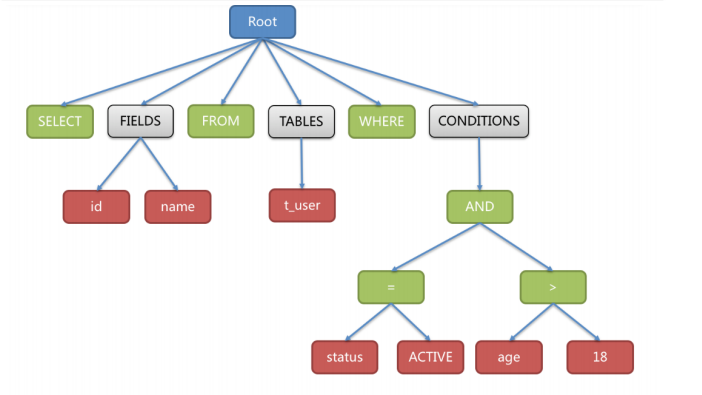 Root
SELECT FIELDS FROM TABLES WHERE CONDITIONS
id name t_user AND
= >
status ACTIVE age 18